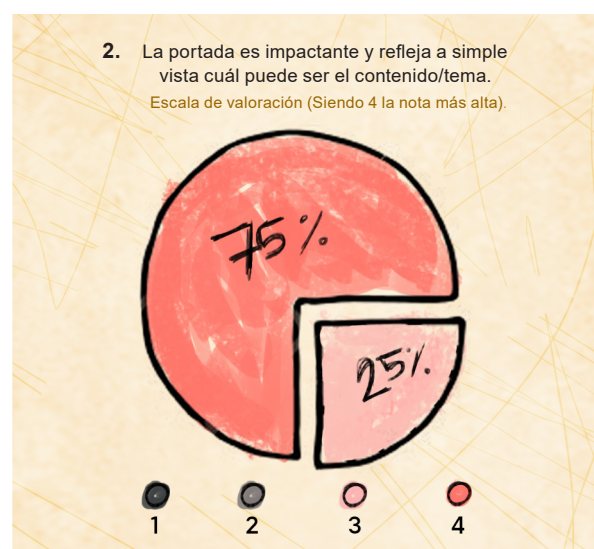 2. La portada es impactante y refleja a simple
vista cuál puede ser el contenido/tema.
Escala de valoración (Siendo 4 la nota más alta).
75%
25%
1 2 3 4